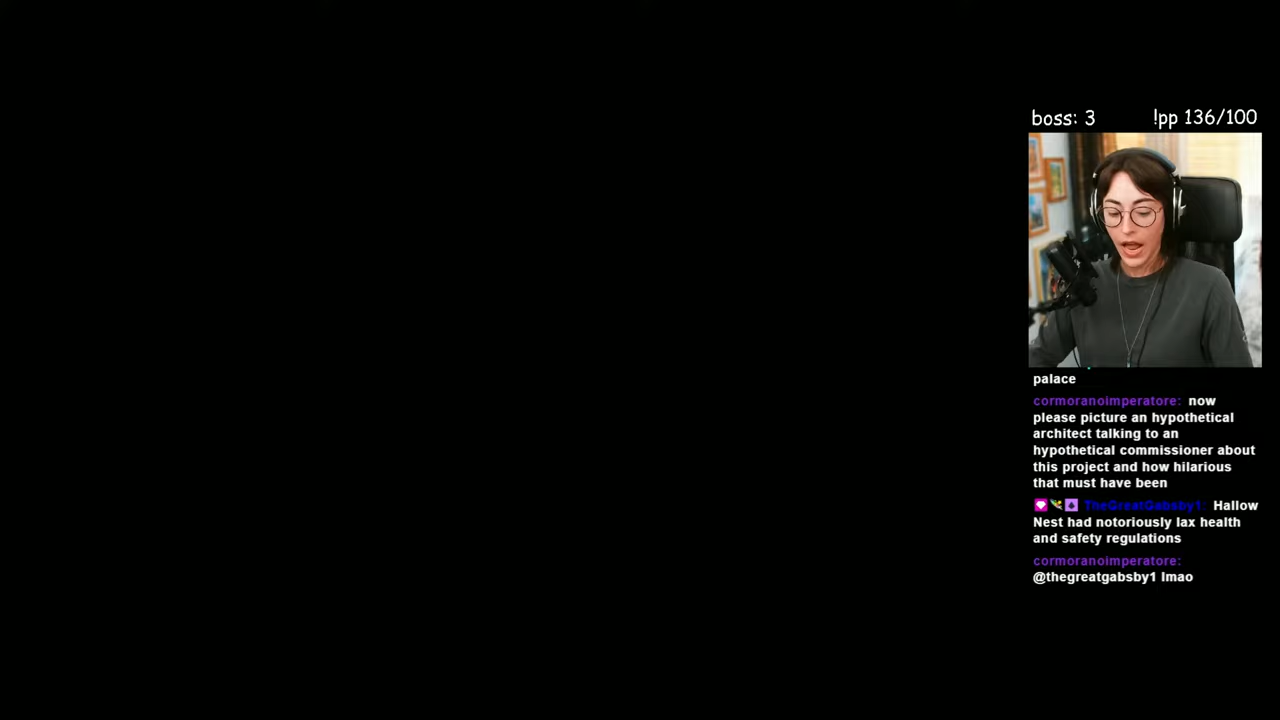 boss: 3 !pp 136/100
palace
cormoranoimperatore: now
please picture an hypothetical
architect talking to an
hypothetical commissioner about
this project and how hilarious
that must have been
TheGreatGabsby1: Hallow
Nest had notoriously lax health
and safety regulations
cormoranoimperatore:
@thegreatgabsby1 lmao